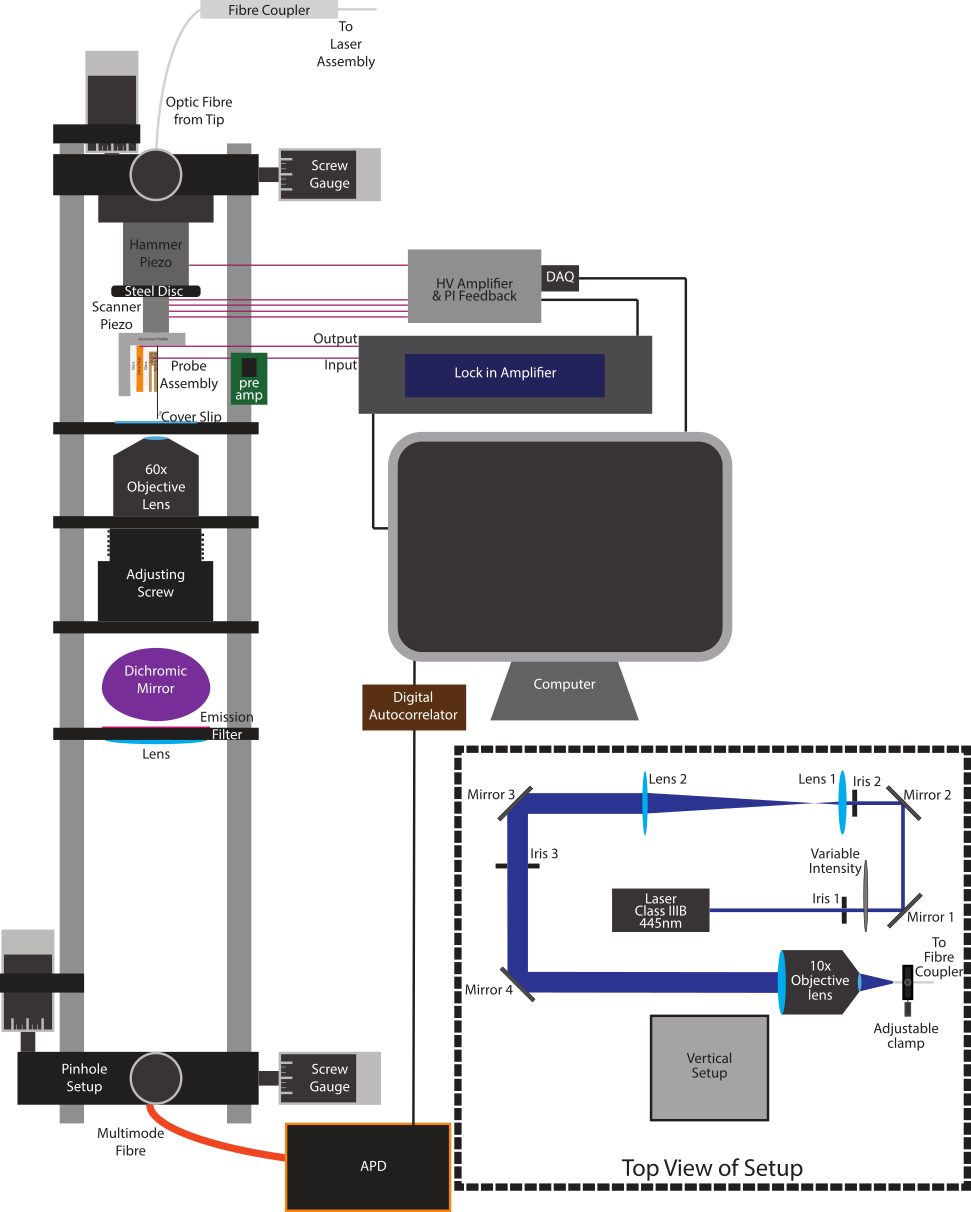 Fibre Coupler
To
Laser
Assembly
Optic Fibre
from Tip
Screw
Gauge
Hammer
Piezo
HV Amplifier
& PI Feedback
DAQ
Steel Disc
Scanner
Piezo
Output
Input
Lock in Amplifier
Probe
Assembly
pre
amp
Cover Slip
60x
Objective
Lens
Adjusting
Screw
Dichromic
Mirror
Emission
Filter
Lens
Computer
Digital
Autocorrelator
Mirror 3
Lens 2
Lens 1
Iris 2
Mirror 2
Iris 3
Variable
Intensity
Laser
Class IIIB
445nm
Iris 1
Mirror 1
To
Fibre
Coupler
Mirror 4
10x
Objective
lens
Adjustable
clamp
Vertical
Setup
Top View of Setup
Pinhole
Setup
Screw
Gauge
Multimode
Fibre
APD